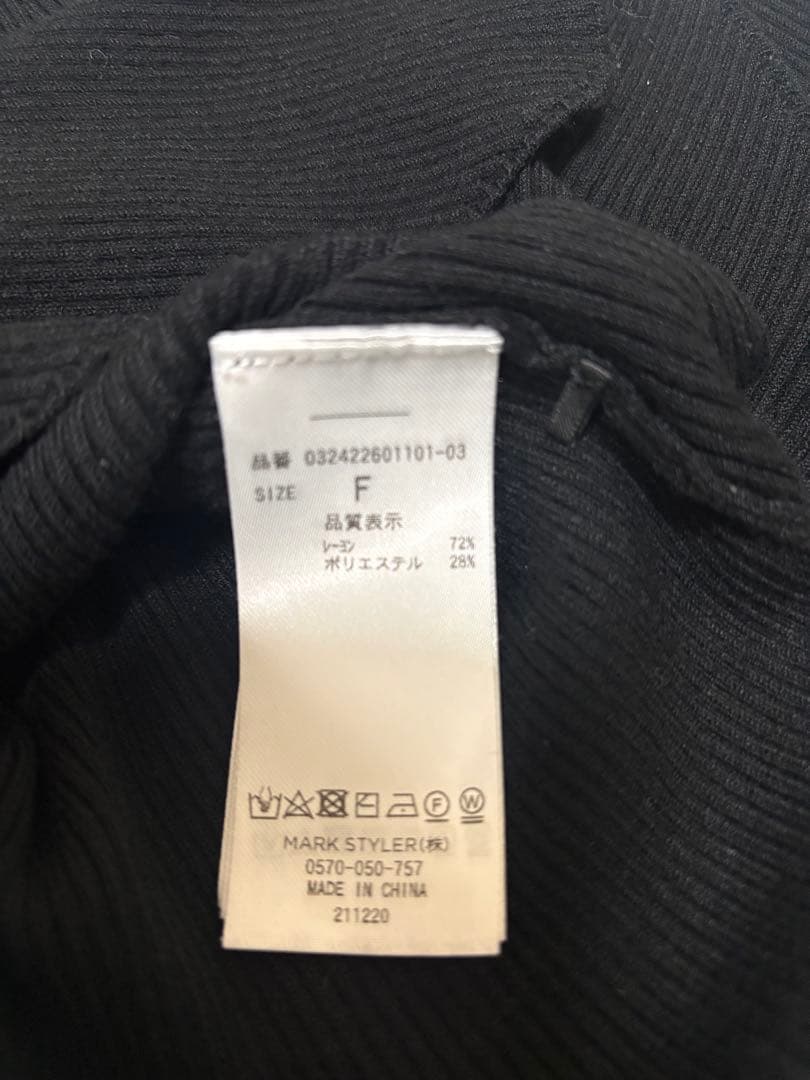 品番 032422601101-03
SIZE F
品質表示
レーヨン 72%
ポリエステル 28%
F W
MARK STYLER(株)
0570-050-757
MADE IN CHINA
211220